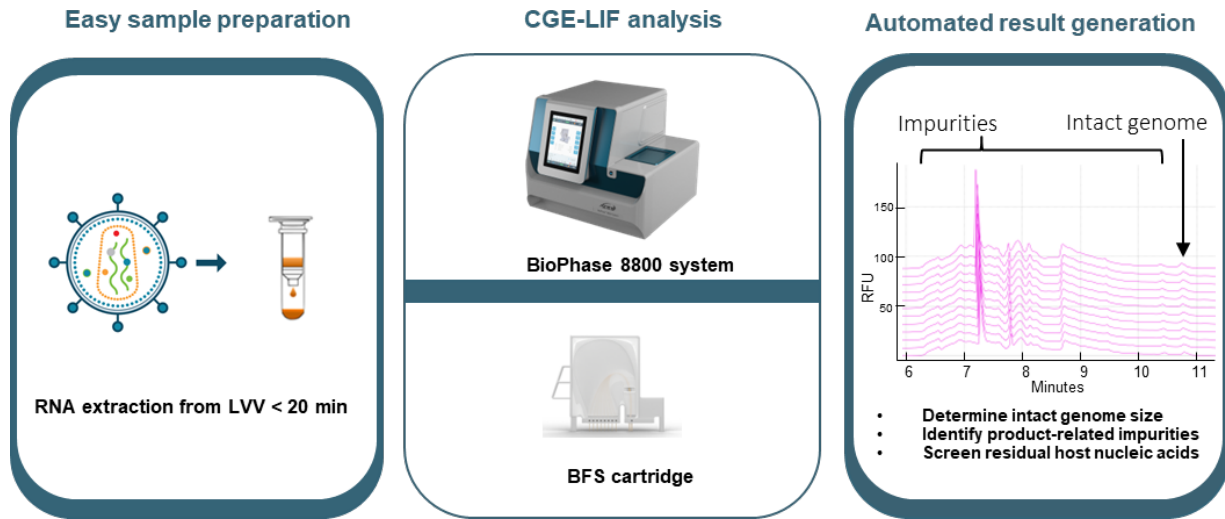 Easy sample preparation
RNA extraction from LVV < 20 min
CGE-LIF analysis
BioPhase 8800 system
BFS cartridge
Automated result generation
Impurities
Intact genome
RFU
150
100
50
6 7 8 9 10 11
Minutes
• Determine intact genome size
• Identify product-related impurities
• Screen residual host nucleic acids